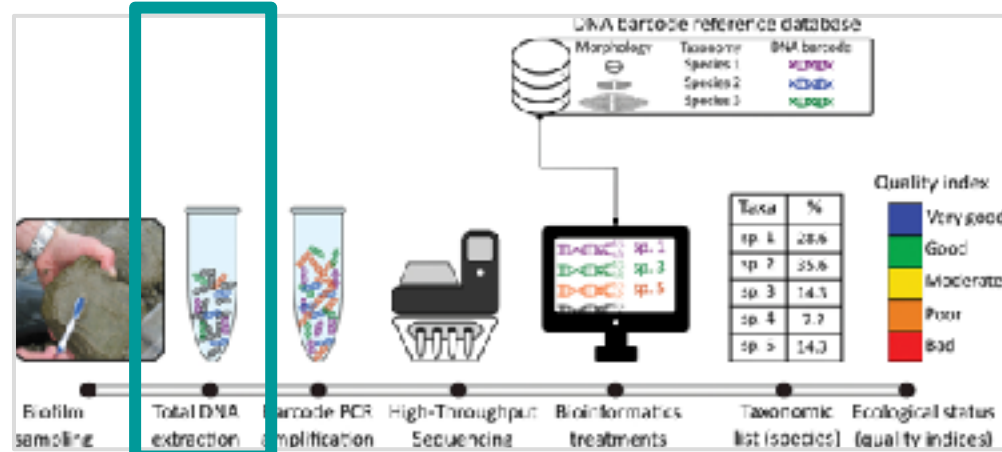 DNA barcode reference database
Morphology Taxonomy DNA barcode
Species 1
Species 2
Species 3
Quality index
Very good
Good
Moderate
Poor
Bad
Taxa %
sp. 1 28.6
sp. 2 35.6
sp. 3 14.3
sp. 4 7.2
sp. 5 14.3
sp. 1
sp. 3
sp. 5
Biofilm sampling
Total DNA extraction
Barcode PCR amplification
High-Throughput Sequencing
Bioinformatics treatments
Taxonomic list (species)
Ecological status (quality indices)